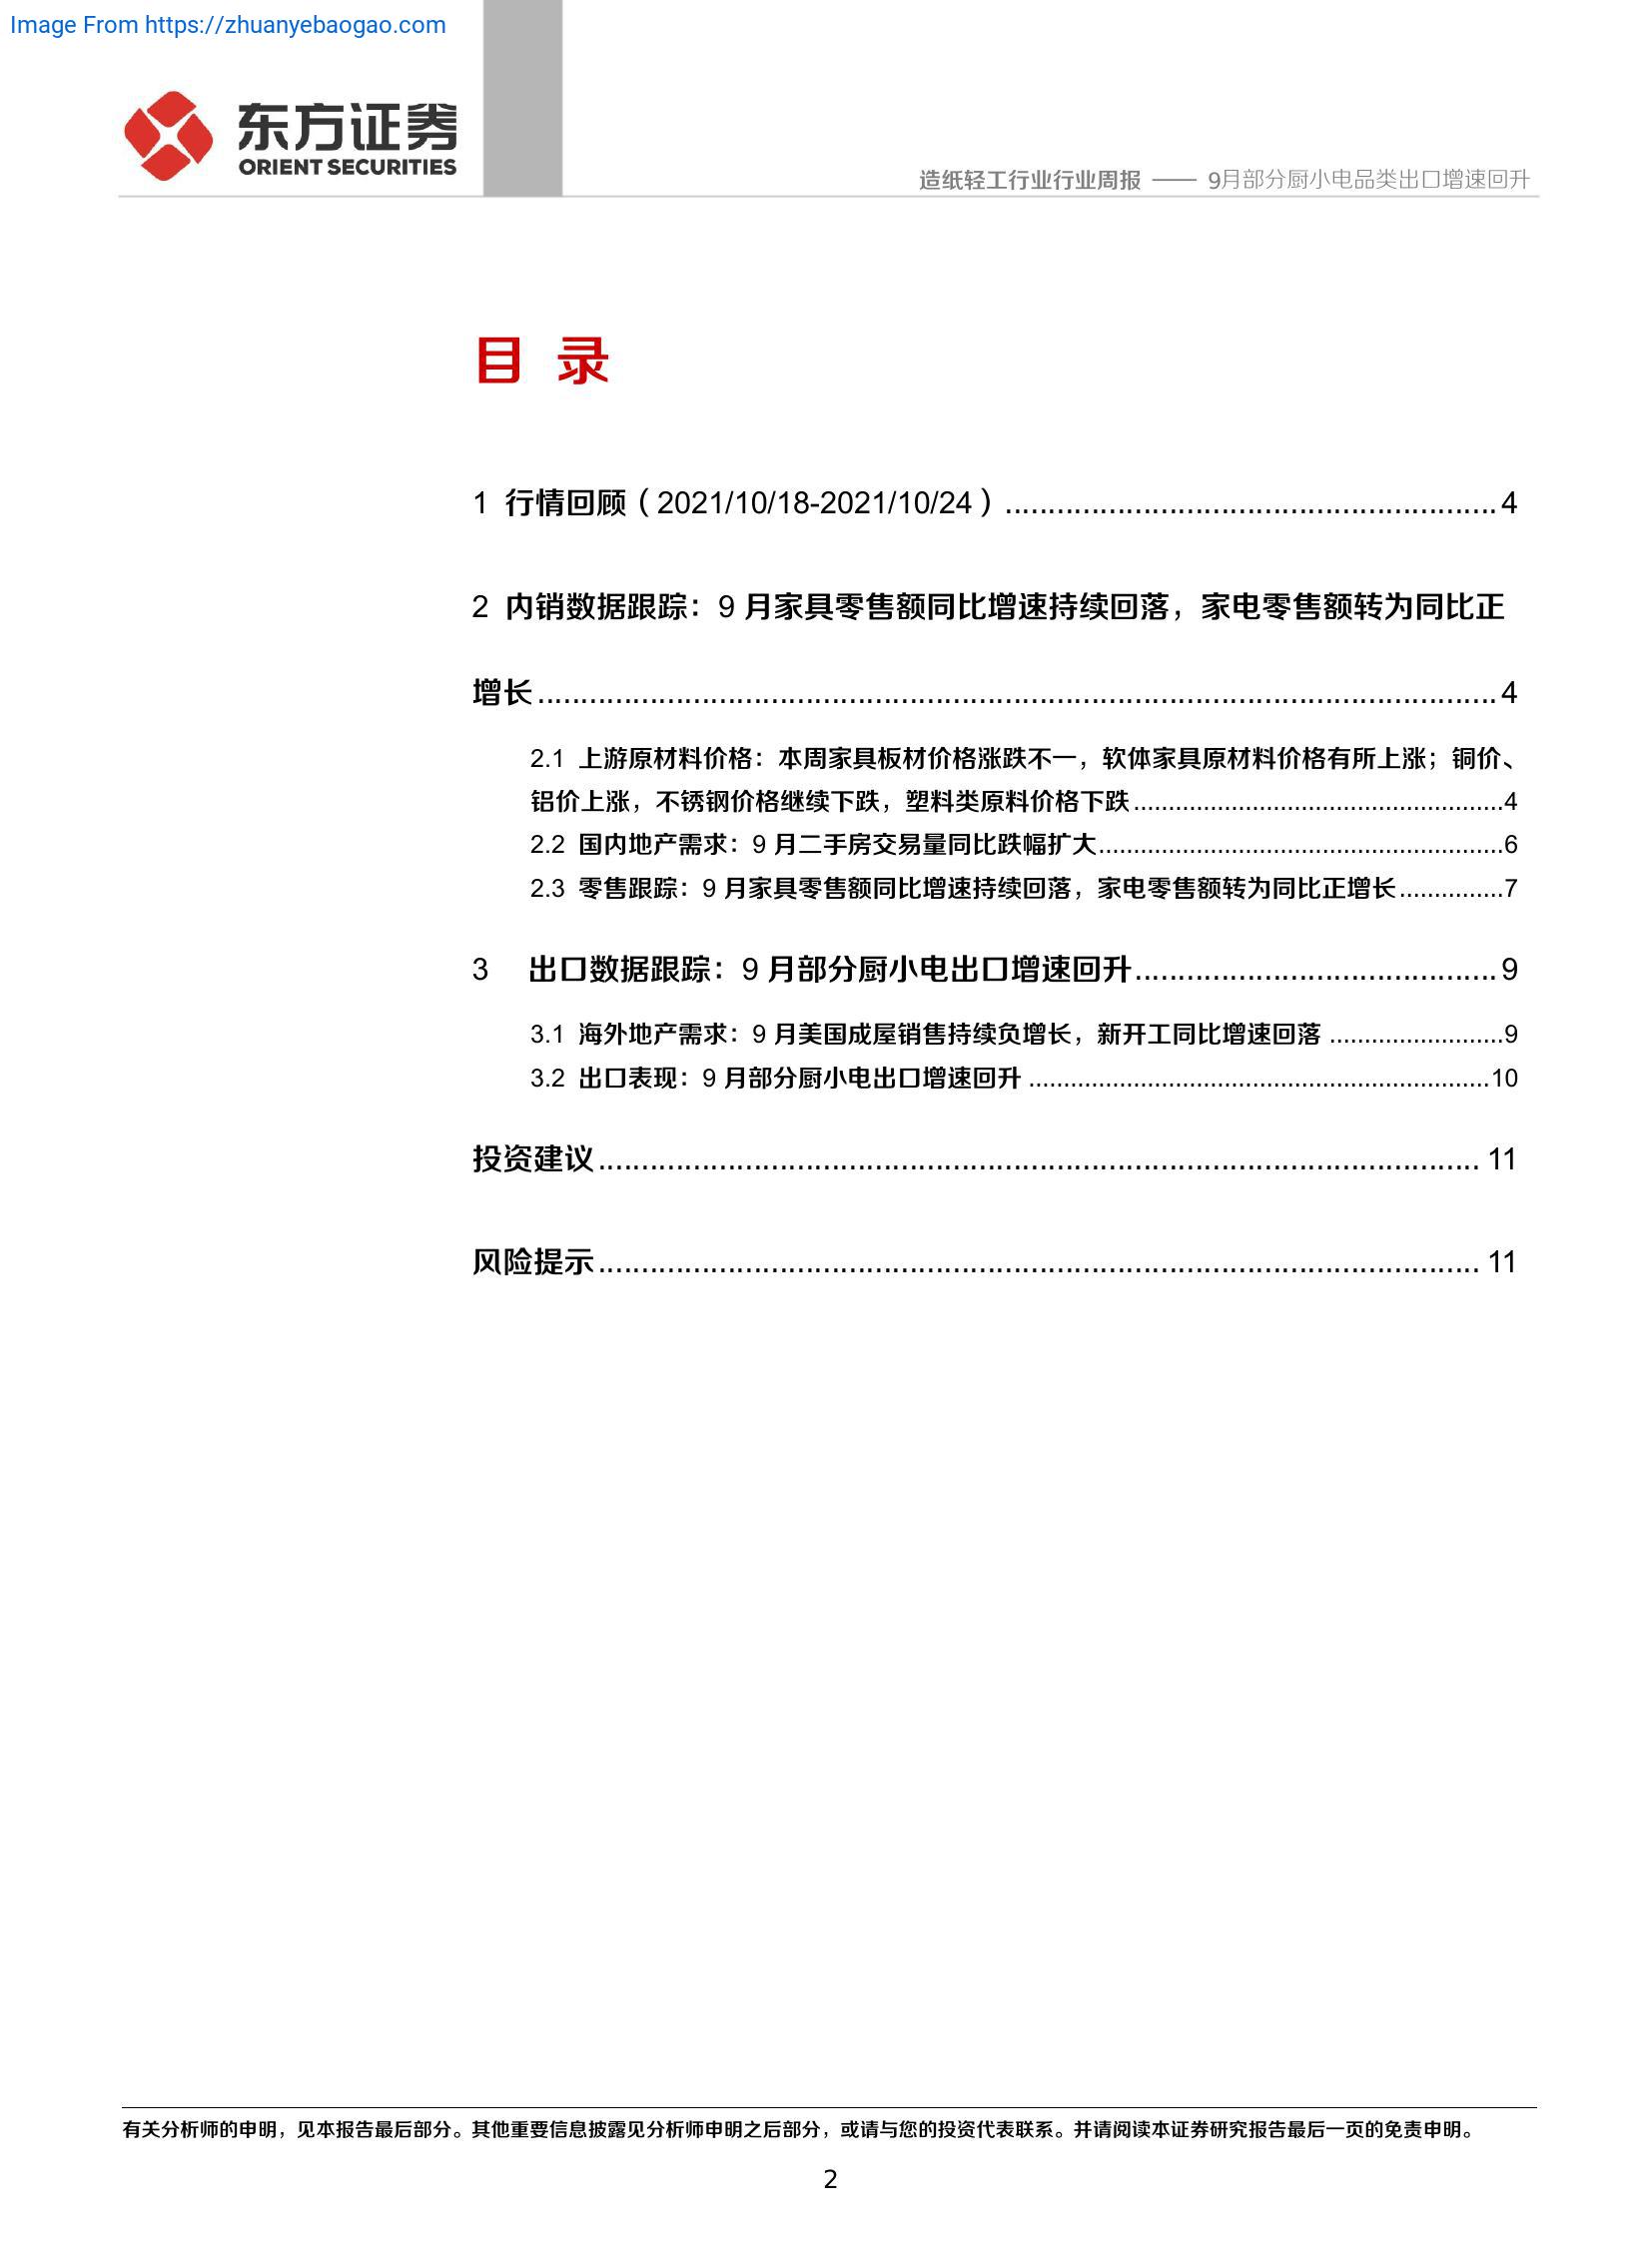 Image From https://zhuanyebaogao.com
东方证券
ORIENT SECURITIES
造纸轻工行业行业周报 —— 9月部分厨小电品类出口增速回升
目 录
1 行情回顾（2021/10/18-2021/10/24）........................................................4
2 内销数据跟踪：9 月家具零售额同比增速持续回落，家电零售额转为同比正
增长..............................................................................................................4
2.1 上游原材料价格：本周家具板材价格涨跌不一，软体家具原材料价格有所上涨；铜价、
铝价上涨，不锈钢价格继续下跌，塑料类原料价格下跌.....................................................4
2.2 国内地产需求：9 月二手房交易量同比跌幅扩大..........................................................6
2.3 零售跟踪：9 月家具零售额同比增速持续回落，家电零售额转为同比正增长...............7
3 出口数据跟踪：9 月部分厨小电出口增速回升..........................................9
3.1 海外地产需求：9 月美国成屋销售持续负增长，新开工同比增速回落.........................9
3.2 出口表现：9 月部分厨小电出口增速回升..................................................................10
投资建议.....................................................................................................11
风险提示.....................................................................................................11
有关分析师的申明，见本报告最后部分。其他重要信息披露见分析师申明之后部分，或请与您的投资代表联系。并请阅读本证券研究报告最后一页的免责申明。
2